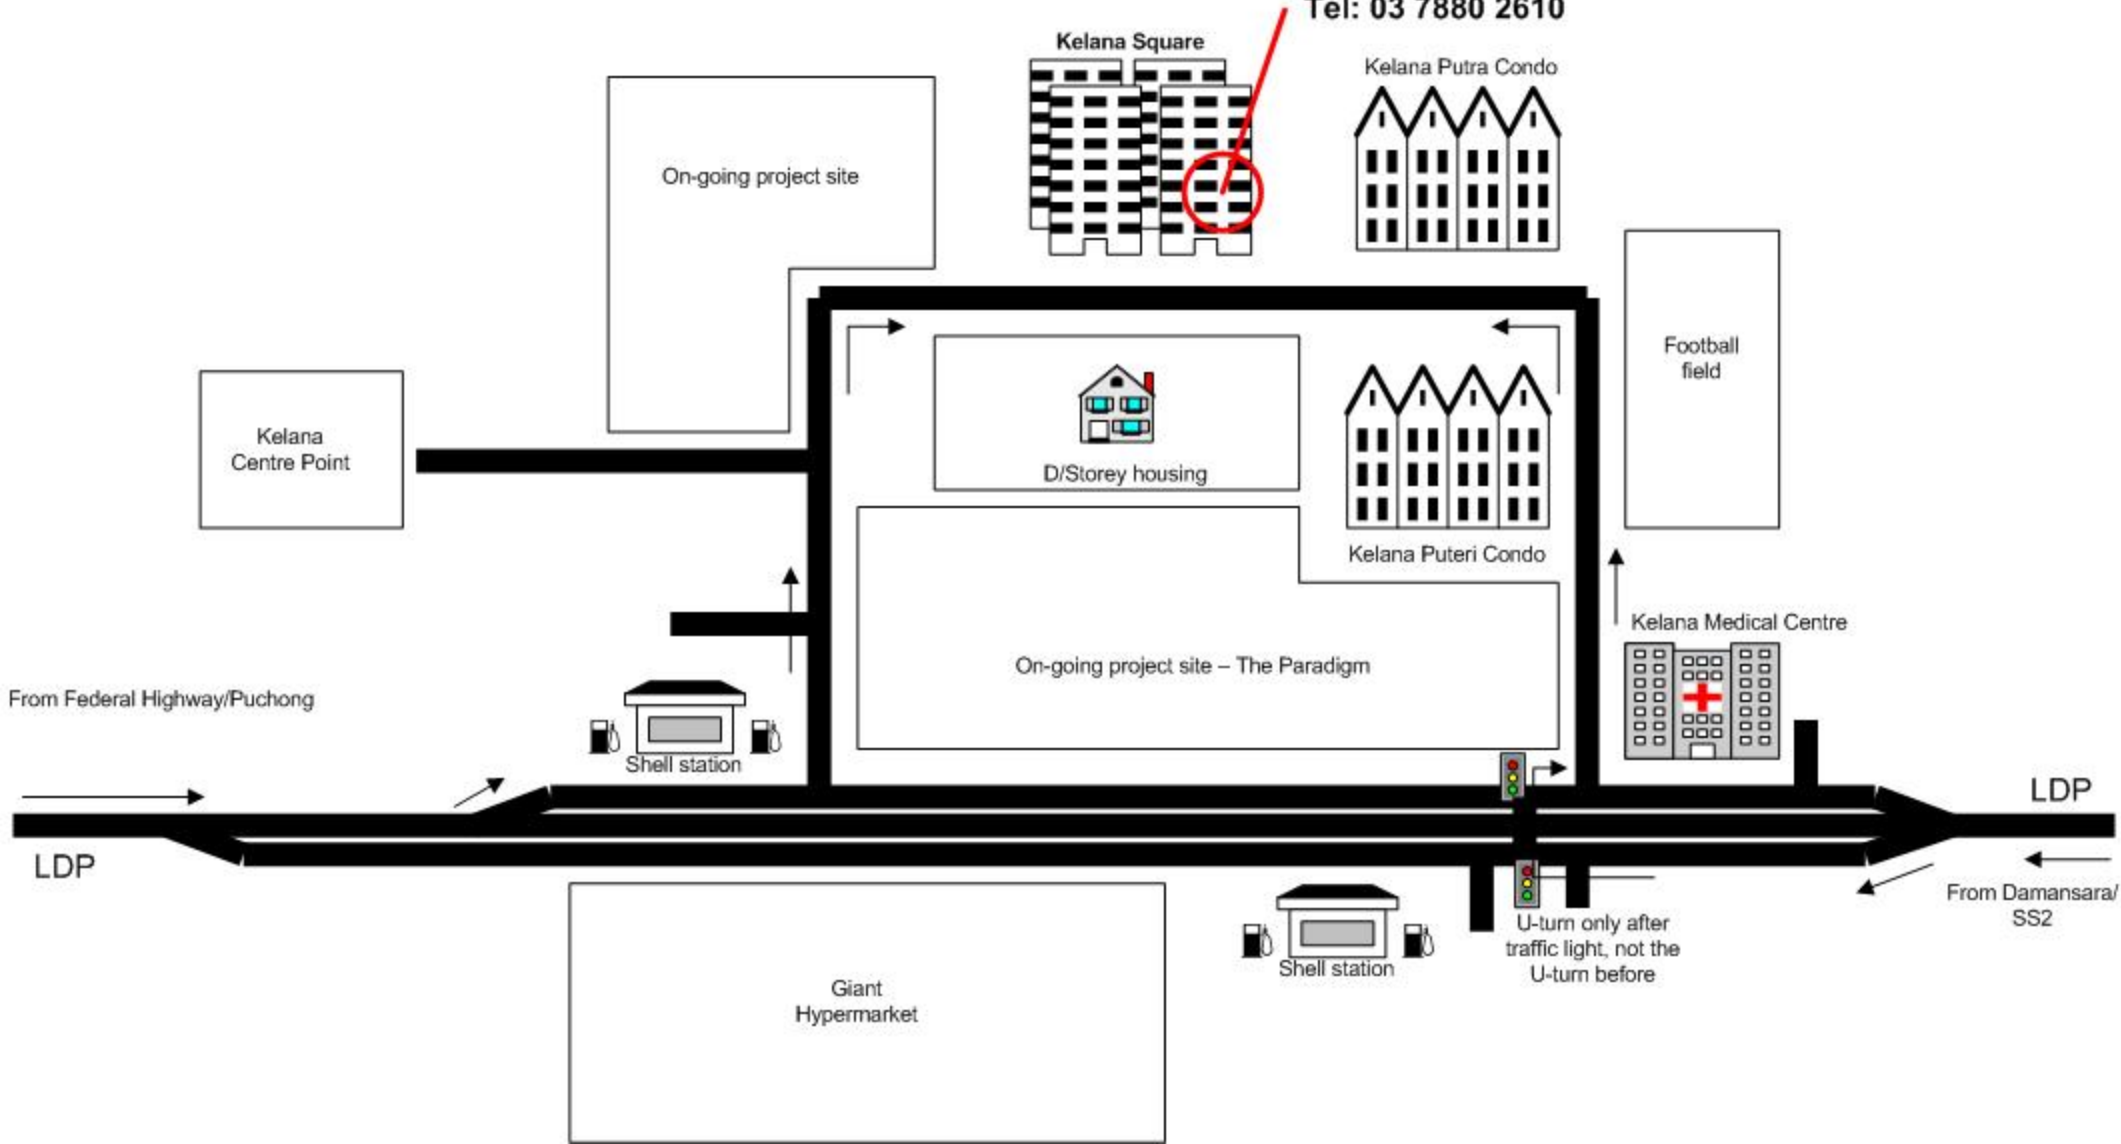 Tel: 03 7880 2610
Kelana Square
Kelana Putra Condo
On-going project site
Football
field
Kelana
Centre Point
D/Storey housing
Kelana Puteri Condo
Kelana Medical Centre
On-going project site – The Paradigm
From Federal Highway/Puchong
Shell station
LDP
LDP
From Damansara/
SS2
U-turn only after
traffic light, not the
U-turn before
Shell station
Giant
Hypermarket